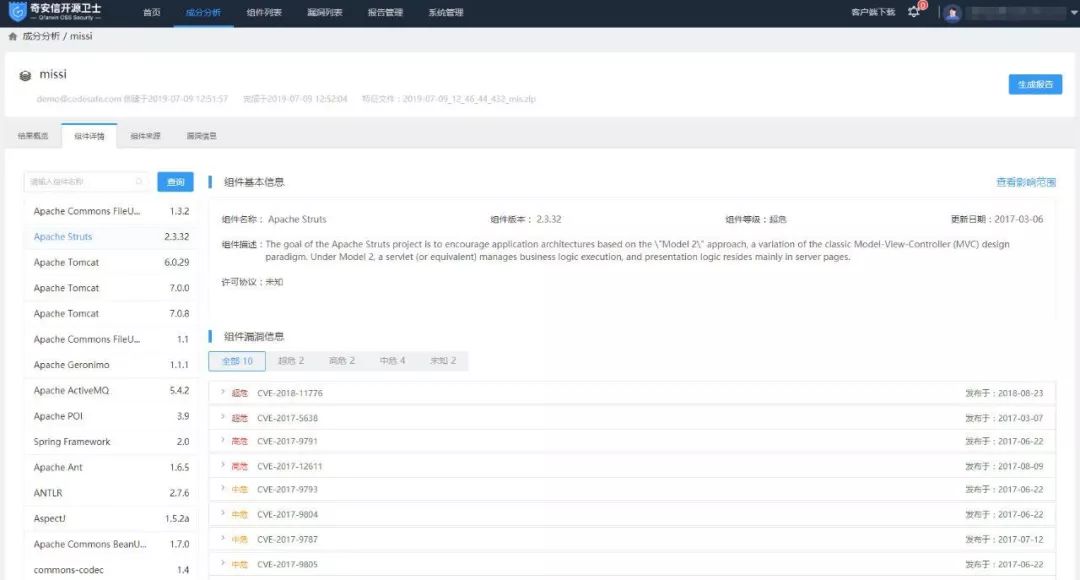 奇安信开源卫士
— Qi'anxin OSS Security —
首页 成分分析 组件列表 漏洞列表 报告管理 系统管理 客户端下载 0
成分分析 / missi
missi
demo@codesafe.com 创建于2019-07-09 12:51:57 完成于2019-07-09 12:52:04 特征文件：2019-07-09_12_46_44_432_mis.zip
生成报告
结果概览 组件详情 组件来源 漏洞信息
请输入组件名称 查询
Apache Commons FileU... 1.3.2
Apache Struts 2.3.32
Apache Tomcat 6.0.29
Apache Tomcat 7.0.0
Apache Tomcat 7.0.8
Apache Commons FileU... 1.1
Apache Geronimo 1.1.1
Apache ActiveMQ 5.4.2
Apache POI 3.9
Spring Framework 2.0
Apache Ant 1.6.5
ANTLR 2.7.6
AspectJ 1.5.2a
Apache Commons BeanU... 1.7.0
commons-codec 1.4
组件基本信息 查看影响范围
组件名称： Apache Struts 组件版本： 2.3.32 组件等级：超危 更新日期：2017-03-06
组件描述：The goal of the Apache Struts project is to encourage application architectures based on the \"Model 2\" approach, a variation of the classic Model-View-Controller (MVC) design
paradigm. Under Model 2, a servlet (or equivalent) manages business logic execution, and presentation logic resides mainly in server pages.
许可协议：未知
组件漏洞信息
全部 10 超危 2 高危 2 中危 4 未知 2
超危 CVE-2018-11776 发布于：2018-08-23
超危 CVE-2017-5638 发布于：2017-03-07
高危 CVE-2017-9791 发布于：2017-06-22
高危 CVE-2017-12611 发布于：2017-08-09
中危 CVE-2017-9793 发布于：2017-06-22
中危 CVE-2017-9804 发布于：2017-06-22
中危 CVE-2017-9787 发布于：2017-07-12
中危 CVE-2017-9805 发布于：2017-06-22